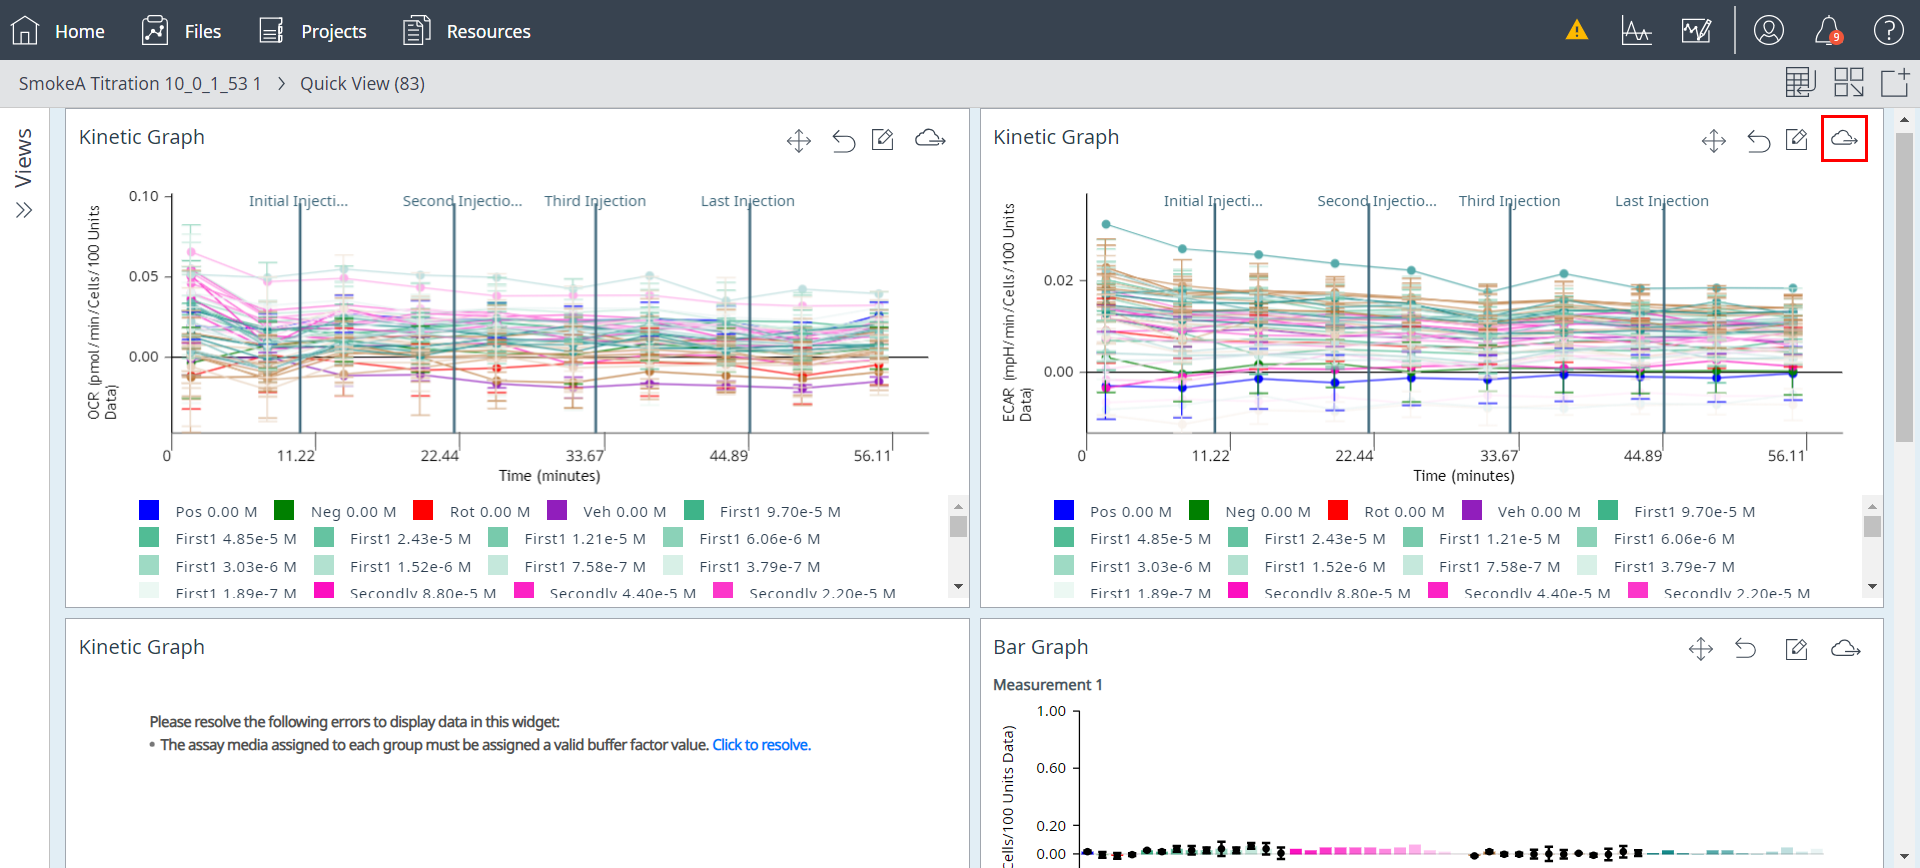 Home Files Projects Resources 9
SmokeA Titration 10_0_1_53 1 > Quick View (83)
Views
Kinetic Graph
Initial Injecti... Second Injectio... Third Injection Last Injection
0.10
0.05
0.00
OCR (pmol/min/Cells/100 Units Data)
0 11.22 22.44 33.67 44.89 56.11
Time (minutes)
Pos 0.00 M Neg 0.00 M Rot 0.00 M Veh 0.00 M First1 9.70e-5 M
First1 4.85e-5 M First1 2.43e-5 M First1 1.21e-5 M First1 6.06e-6 M
First1 3.03e-6 M First1 1.52e-6 M First1 7.58e-7 M First1 3.79e-7 M
First1 1.89e-7 M Secondly 8.80e-5 M Secondly 4.40e-5 M Secondly 2.20e-5 M
Kinetic Graph
Initial Injecti... Second Injectio... Third Injection Last Injection
0.02
0.00
ECAR (mpH/min/Cells/100 Units Data)
0 11.22 22.44 33.67 44.89 56.11
Time (minutes)
Pos 0.00 M Neg 0.00 M Rot 0.00 M Veh 0.00 M First1 9.70e-5 M
First1 4.85e-5 M First1 2.43e-5 M First1 1.21e-5 M First1 6.06e-6 M
First1 3.03e-6 M First1 1.52e-6 M First1 7.58e-7 M First1 3.79e-7 M
First1 1.89e-7 M Secondly 8.80e-5 M Secondly 4.40e-5 M Secondly 2.20e-5 M
Kinetic Graph
Please resolve the following errors to display data in this widget:
• The assay media assigned to each group must be assigned a valid buffer factor value. Click to resolve.
Bar Graph
Measurement 1
1.00
0.60
0.20
0.00
Cells/100 Units Data)